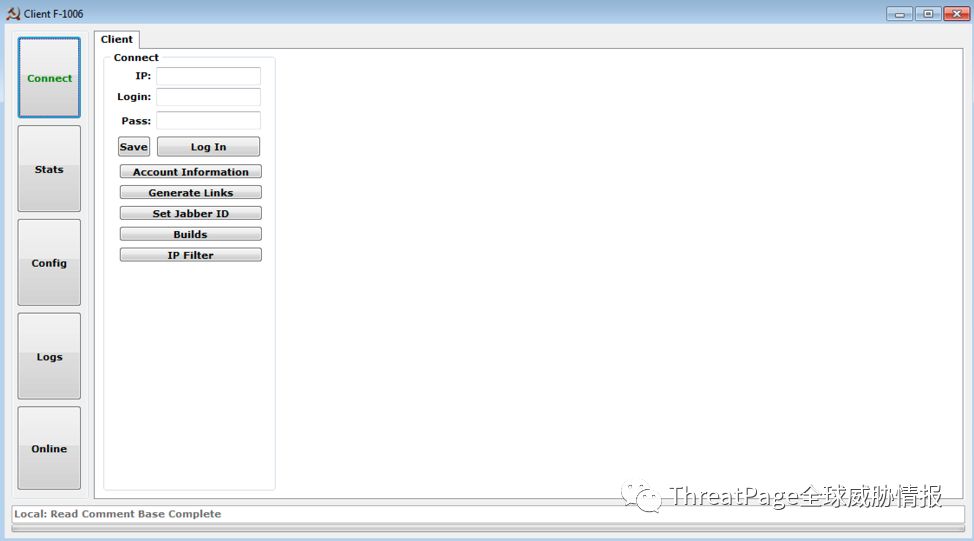 Client F-1006
Client
Connect
Stats
Config
Logs
Online
Connect
IP:
Login:
Pass:
Save Log In
Account Information
Generate Links
Set Jabber ID
Builds
IP Filter
ThreatPage全球威胁情报
Local: Read Comment Base Complete